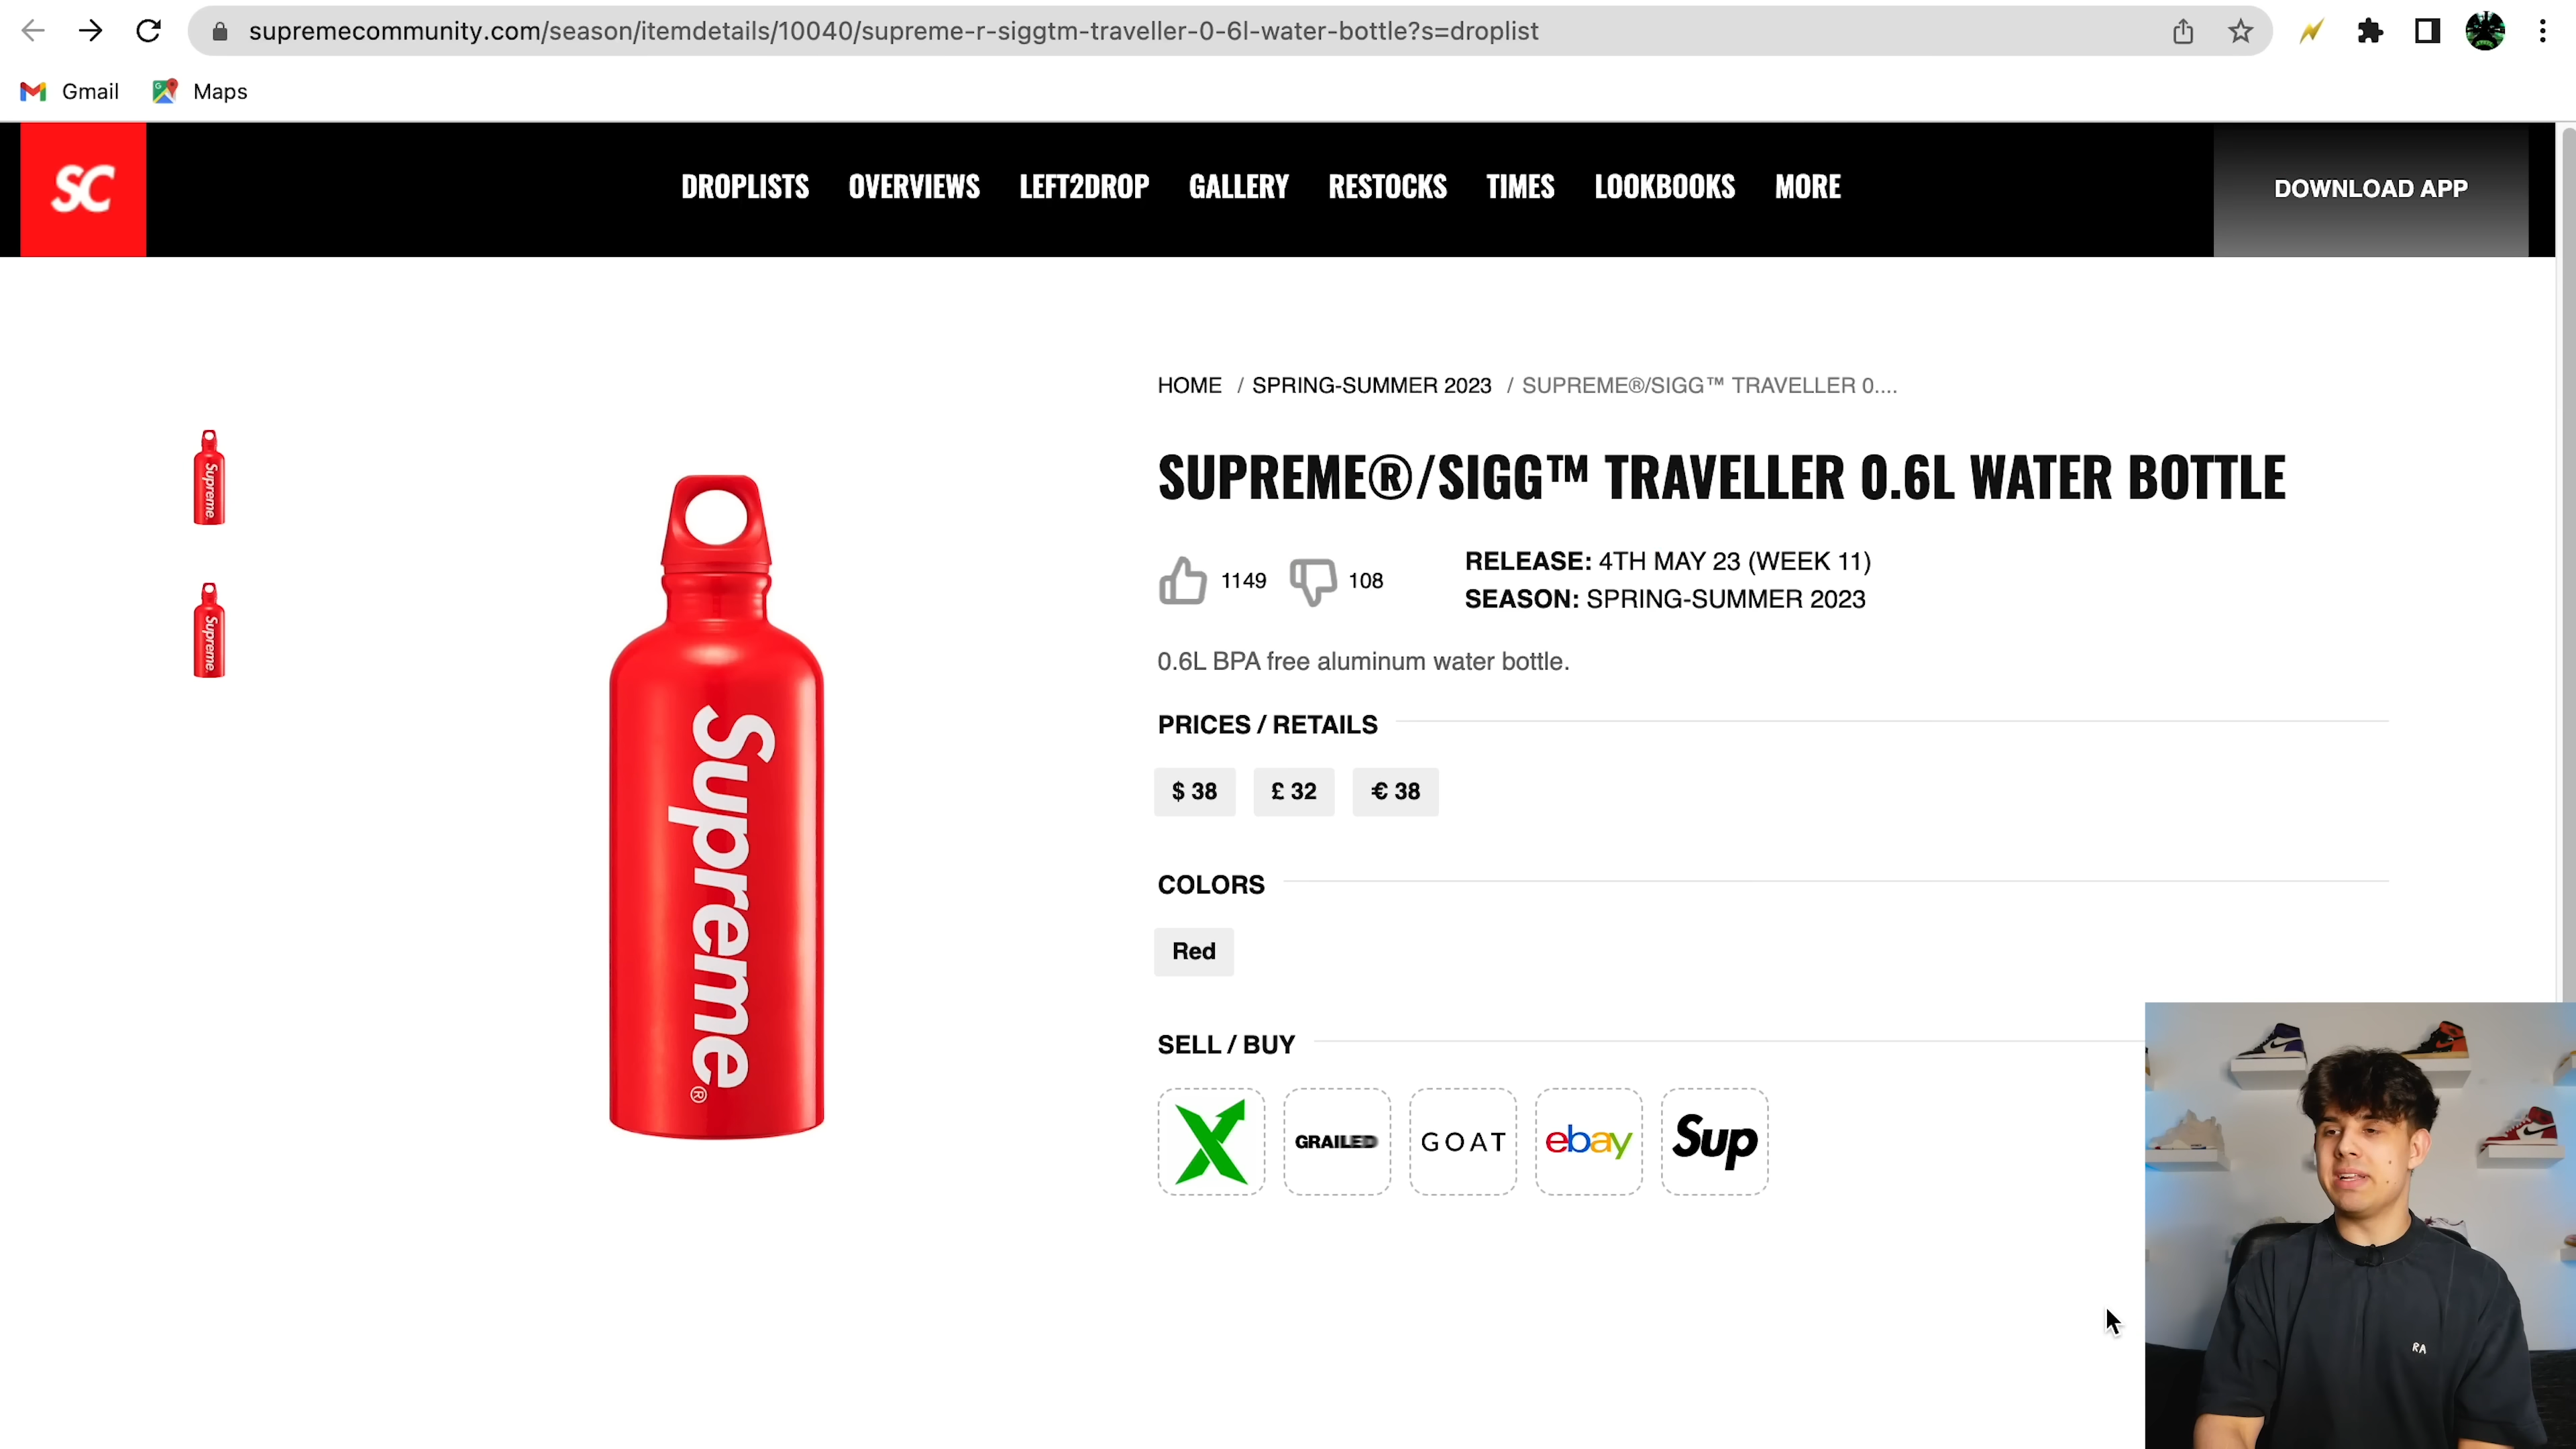 supremecommunity.com/season/itemdetails/10040/supreme-r-siggtm-traveller-0-6l-water-bottle?s=droplist
Gmail Maps
SC DROPLISTS OVERVIEWS LEFT2DROP GALLERY RESTOCKS TIMES LOOKBOOKS MORE DOWNLOAD APP
HOME / SPRING-SUMMER 2023 / SUPREME®/SIGG™ TRAVELLER 0....
SUPREME®/SIGG™ TRAVELLER 0.6L WATER BOTTLE
1149 108
RELEASE: 4TH MAY 23 (WEEK 11)
SEASON: SPRING-SUMMER 2023
0.6L BPA free aluminum water bottle.
PRICES / RETAILS
$ 38 £ 32 € 38
COLORS
Red
SELL / BUY
GRAILED GOAT ebay Sup
Supreme
Supreme
Supreme®
RA